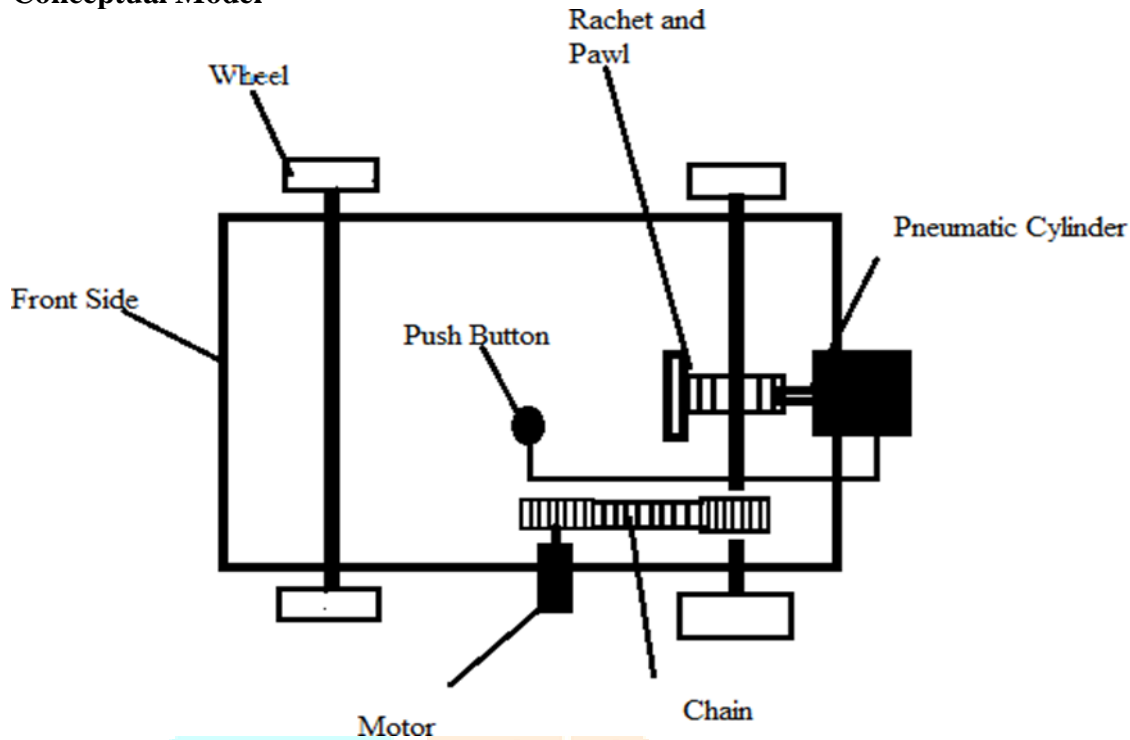 Conceptual Model
Rachet and
Pawl
Wheel
Pneumatic Cylinder
Front Side
Push Button
Chain
Motor